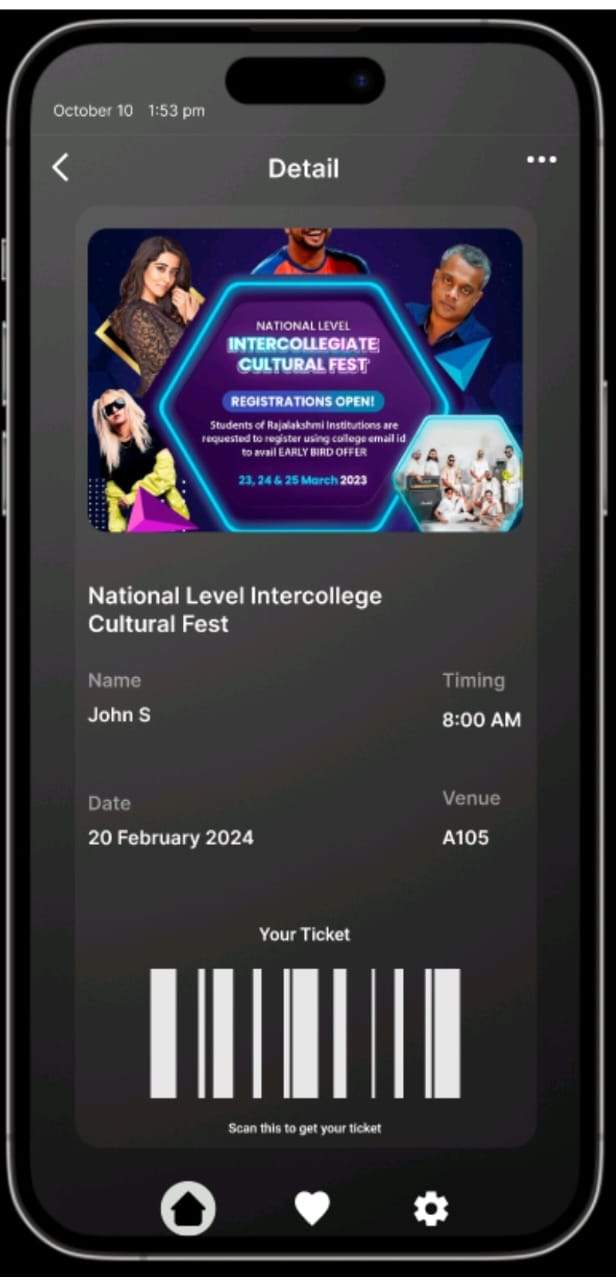 October 10 1:53 pm
Detail
NATIONAL LEVEL
INTERCOLLEGIATE
CULTURAL FEST
REGISTRATIONS OPEN!
Students of Rajalakshmi Institutions are
requested to register using college email id
to avail EARLY BIRD OFFER
23, 24 & 25 March 2023
National Level Intercollege
Cultural Fest
Name
Timing
John S
8:00 AM
Date
Venue
20 February 2024
A105
Your Ticket
Scan this to get your ticket